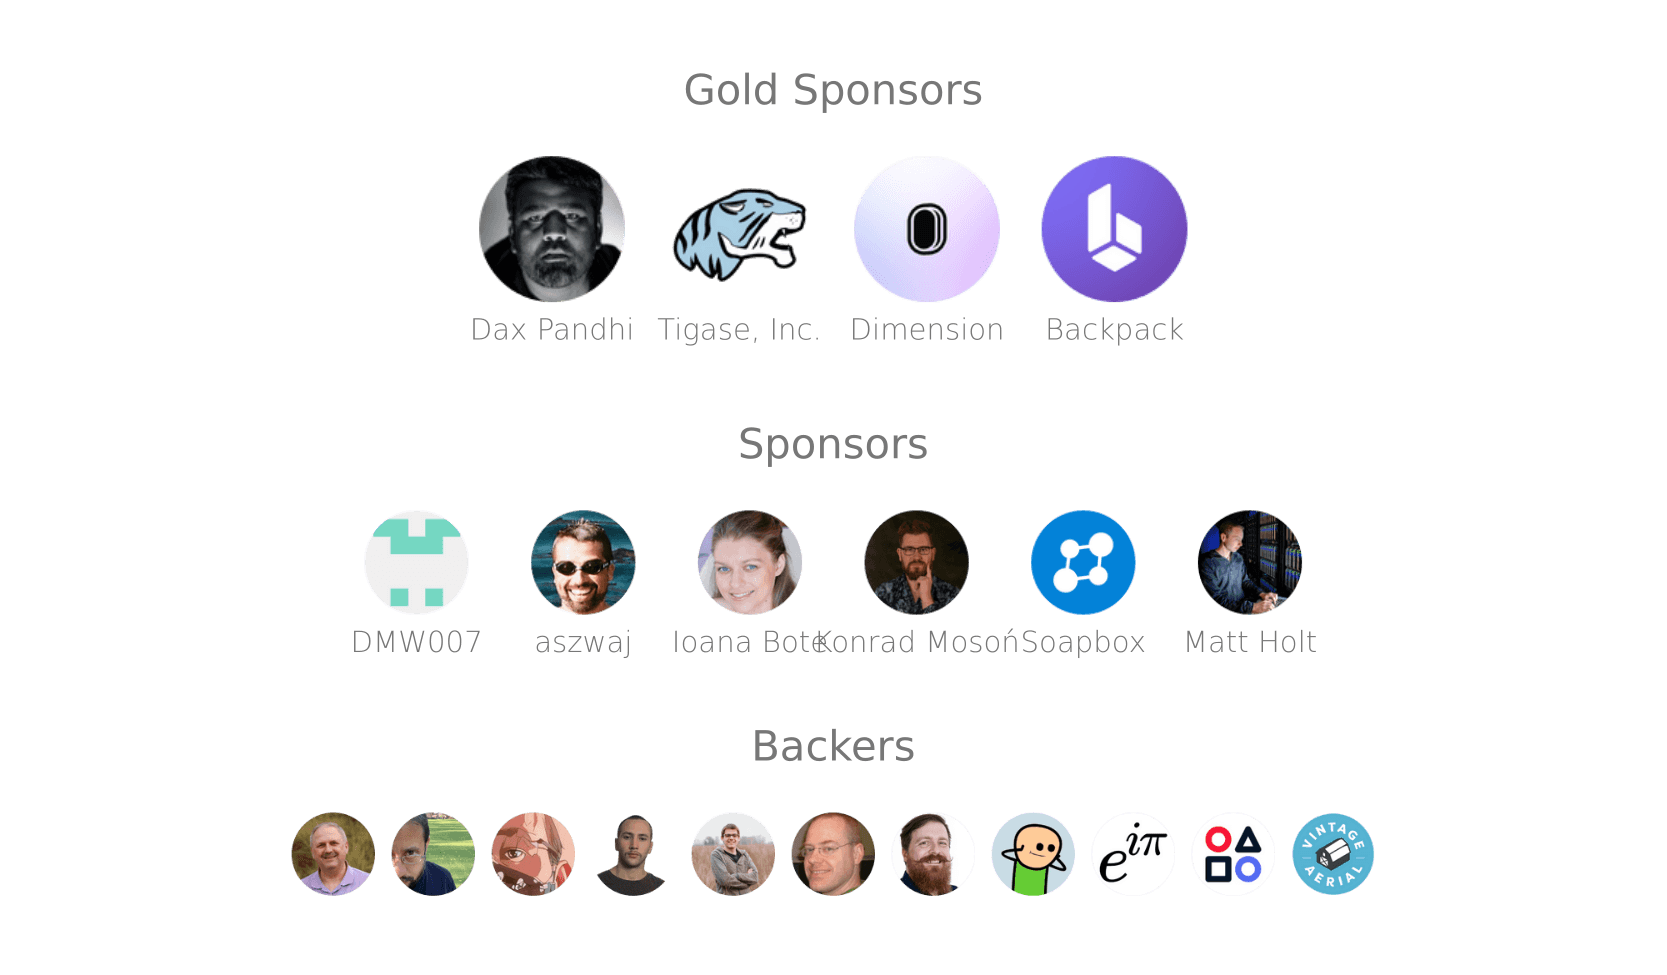 Gold Sponsors
Dax Pandhi Tigase, Inc. Dimension Backpack
Sponsors
DMW007 aszwaj Ioana Bote Konrad Mosoń Soapbox Matt Holt
Backers
e^{iπ}
VINTAGE
AERIAL